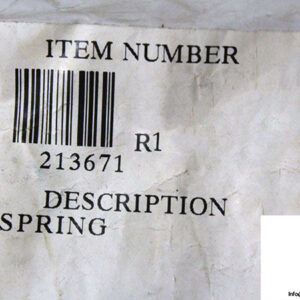 ITEM NUMBER
R1
213671
DESCRIPTION
SPRING